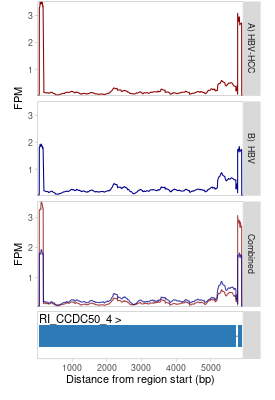 3
2
1
A) HBV-HCC
FPM
3
2
1
B) HBV
3
2
1
FPM
Combined
RI_CCDC50_4 >
1000 2000 3000 4000 5000
Distance from region start (bp)